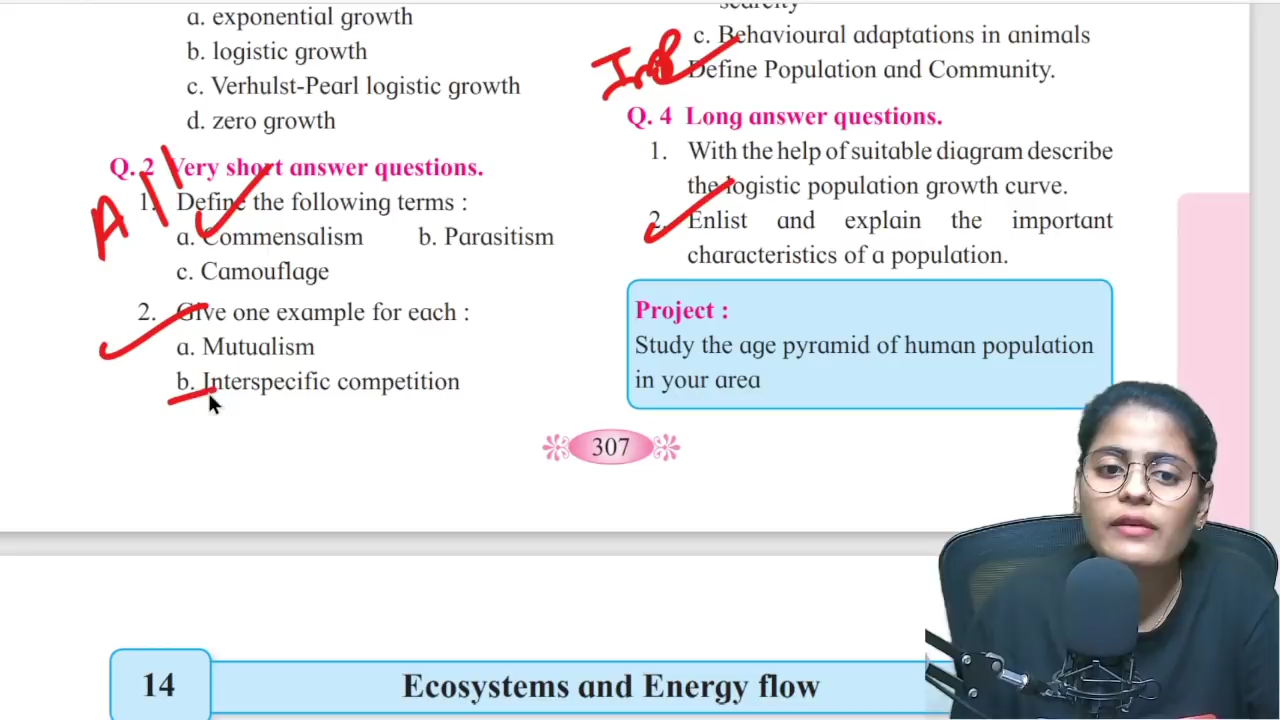 a. exponential growth
b. logistic growth
c. Verhulst-Pearl logistic growth
d. zero growth
Q. 2 Very short answer questions.
All
1. Define the following terms :
a. Commensalism b. Parasitism
c. Camouflage
2. Give one example for each :
a. Mutualism
b. Interspecific competition
scarcity
c. Behavioural adaptations in animals
Define Population and Community.
Q. 4 Long answer questions.
1. With the help of suitable diagram describe
the logistic population growth curve.
2. Enlist and explain the important
characteristics of a population.
Project :
Study the age pyramid of human population
in your area
307
14
Ecosystems and Energy flow